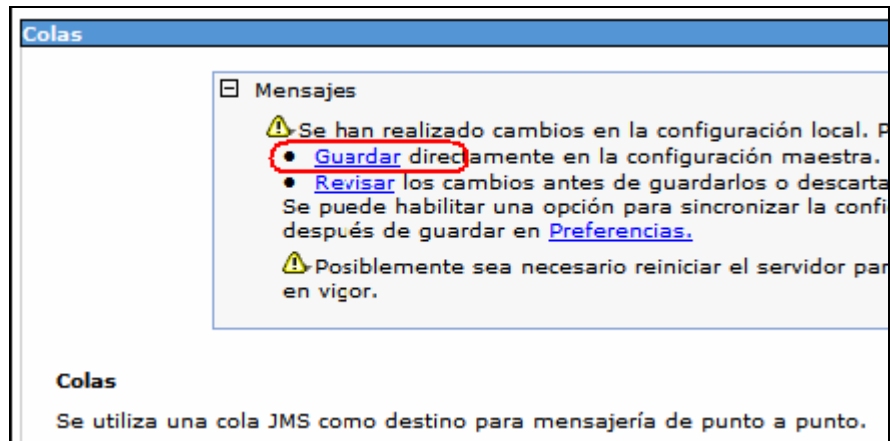 Colas
Mensajes
Se han realizado cambios en la configuración local. P
Guardar directamente en la configuración maestra.
Revisar los cambios antes de guardarlos o descarta
Se puede habilitar una opción para sincronizar la confi
después de guardar en Preferencias.
Posiblemente sea necesario reiniciar el servidor par
en vigor.
Colas
Se utiliza una cola JMS como destino para mensajería de punto a punto.